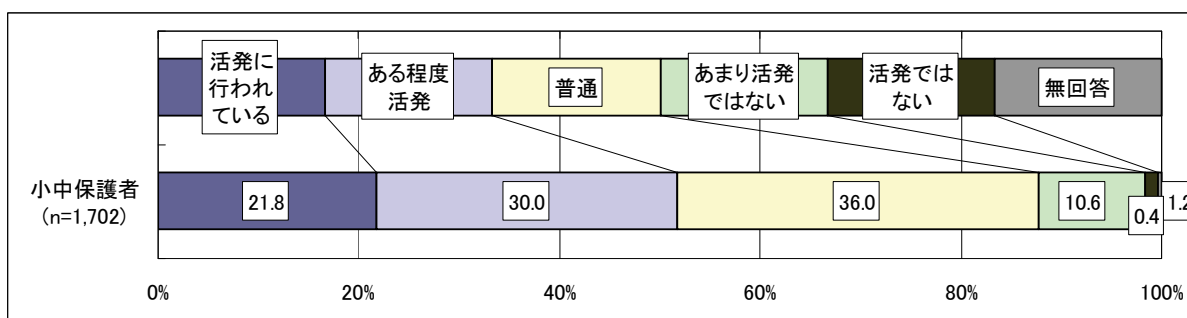 活発に
行われ
ている
ある程度
活発
普通
あまり活発
ではない
活発では
ない
無回答
小中保護者
(n=1,702)
21.8
30.0
36.0
10.6
0.4
1.2
0%
20%
40%
60%
80%
100%